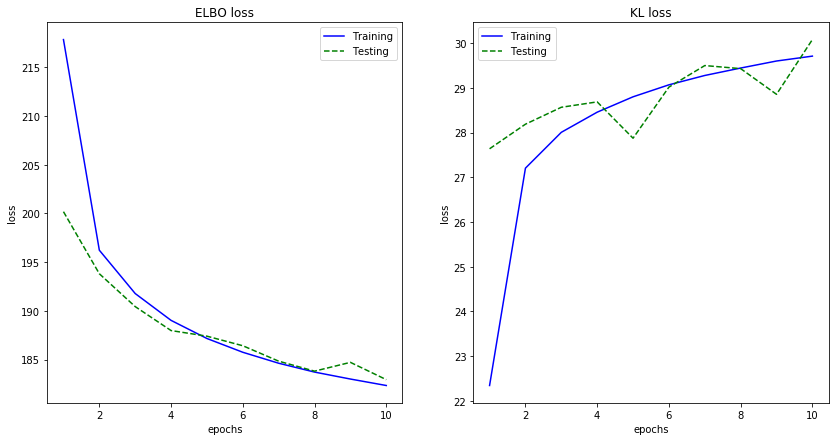 ELBO loss
Training
Testing
loss
215
210
205
200
195
190
185
2 4 6 8 10
epochs
KL loss
Training
Testing
loss
30
29
28
27
26
25
24
23
22
2 4 6 8 10
epochs